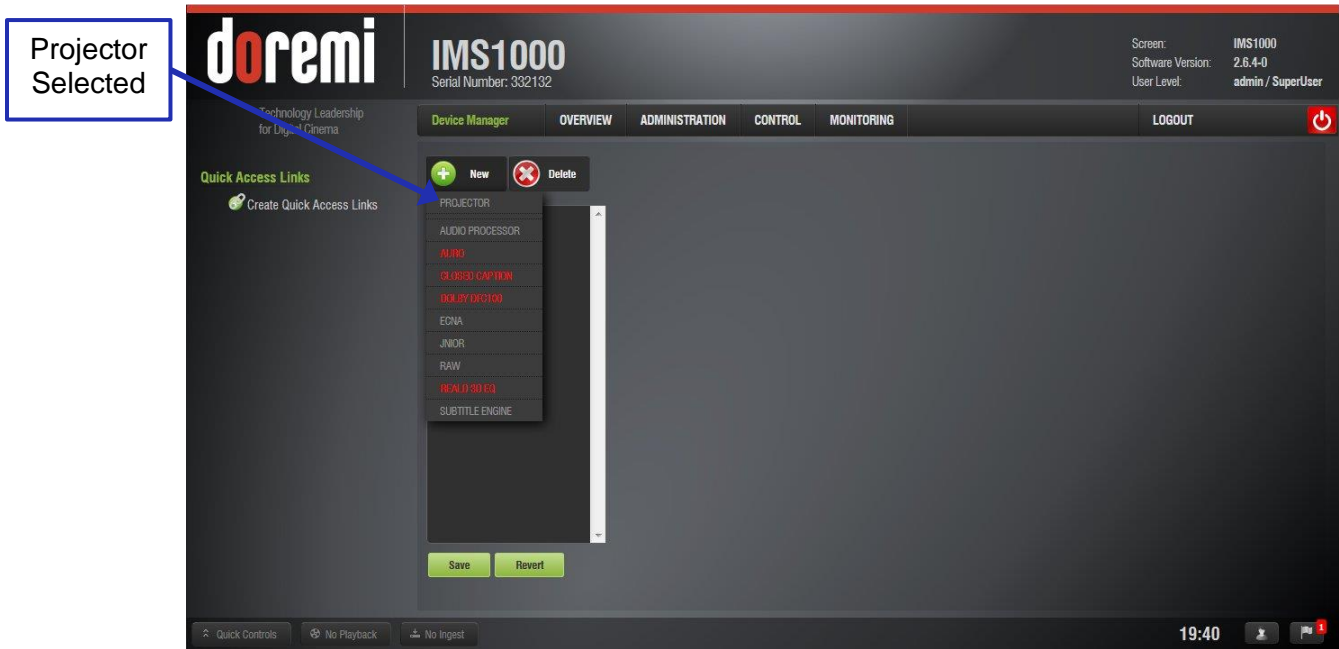 Projector
Selected
doremi
Technology Leadership
for Digital Cinema
IMS1000
Serial Number: 332132
Screen: IMS1000
Software Version: 2.6.4-0
User Level: admin / SuperUser
Device Manager OVERVIEW ADMINISTRATION CONTROL MONITORING LOGOUT
Quick Access Links
Create Quick Access Links
New Delete
PROJECTOR
AUDIO PROCESSOR
AURO
CLOSED CAPTION
DOLBY DFC100
ECNA
JNIOR
RAW
REALD 3D EQ
SUBTITLE ENGINE
Save Revert
Quick Controls No Playback No Ingest 19:40 1